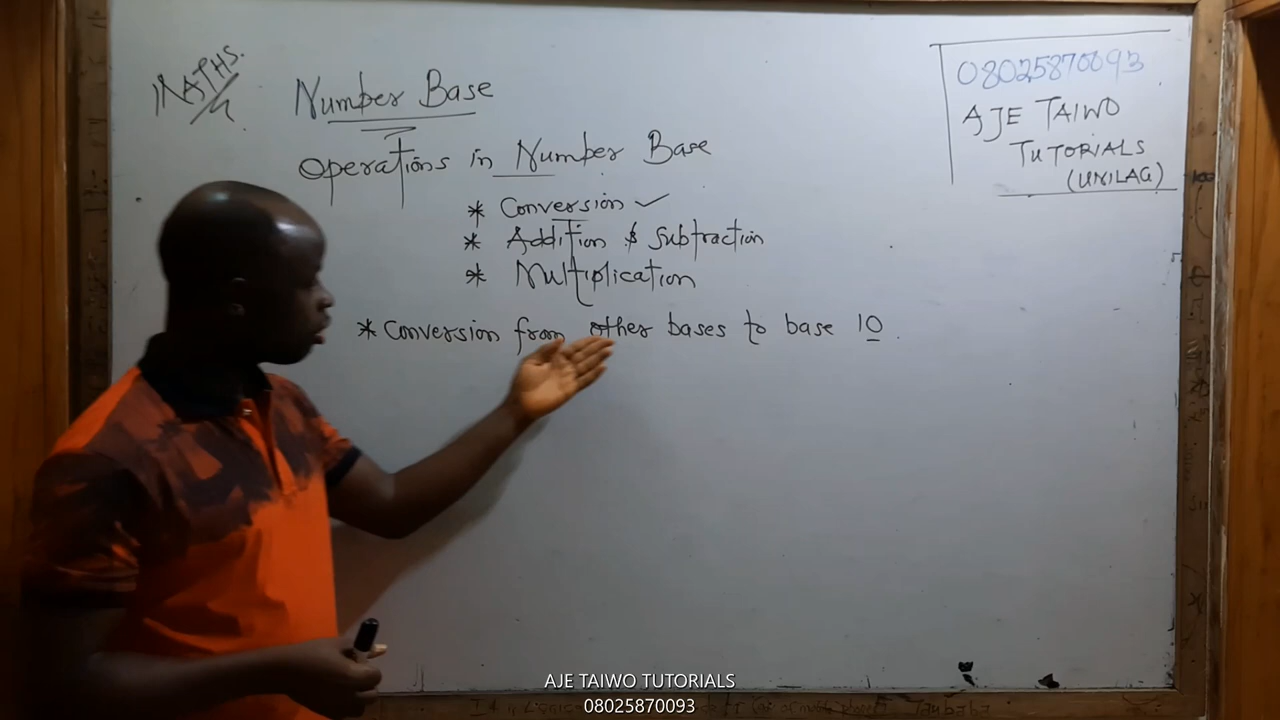 MATHS.
Number Base
Operations in Number Base
* Conversion ✓
* Addition & Subtraction
* Multiplication
* Conversion from other bases to base 10.
08025870093
AJE TAIWO
TUTORIALS
(UNILAG)
AJE TAIWO TUTORIALS
08025870093